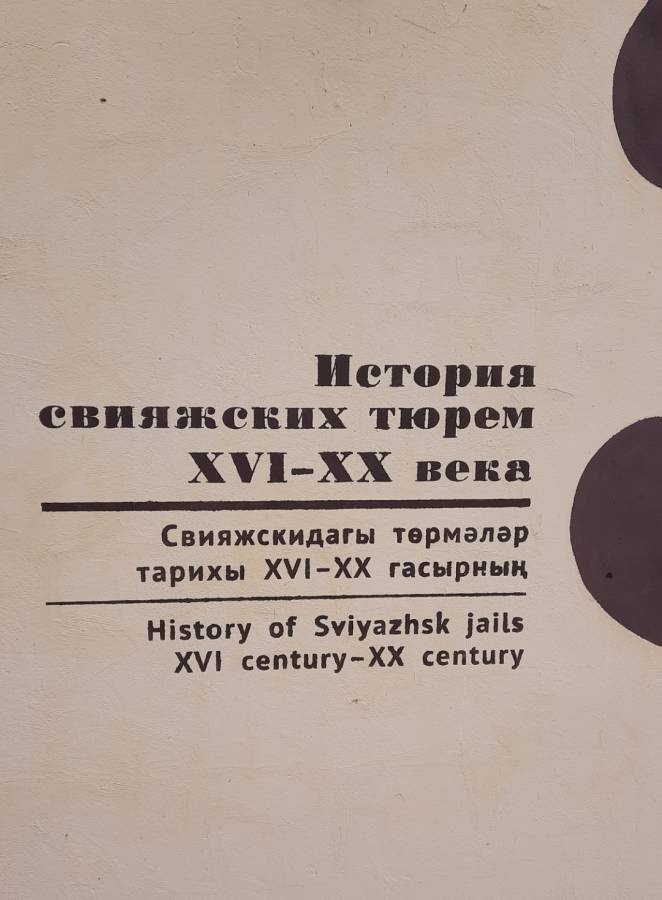 История
свияжских тюрем
XVI–XX века
Свияжскидагы төрмәләр
тарихы XVI–XX гасырның
History of Sviyazhsk jails
XVI century–XX century